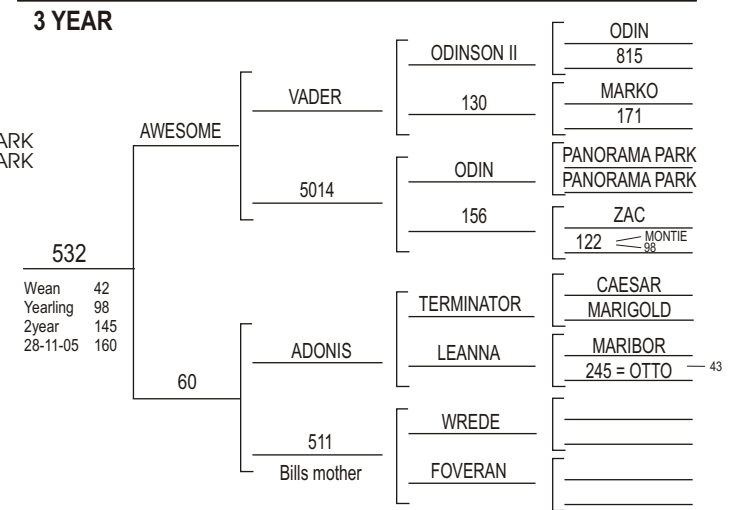 3 YEAR
ARK
ARK
532
Wean 42
Yearling 98
2year 145
28-11-05 160
AWESOME
60
VADER
5014
ADONIS
511
Bills mother
ODINSON II
130
ODIN
156
TERMINATOR
LEANNA
WREDE
FOVERAN
ODIN
815
MARKO
171
PANORAMA PARK
PANORAMA PARK
ZAC
122 MONTIE
98
CAESAR
MARIGOLD
MARIBOR
245 = OTTO 43